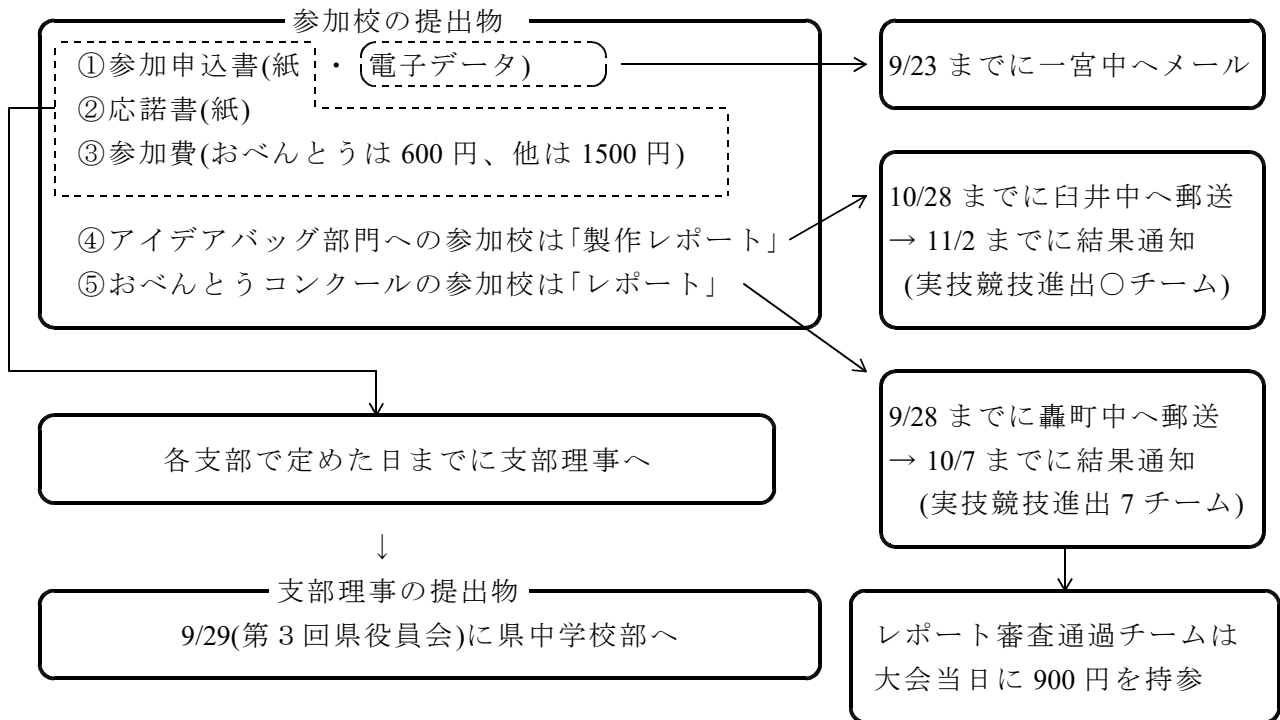 参加校の提出物
①参加申込書(紙 ・ 電子データ)
②応諾書(紙)
③参加費(おべんとうは 600 円、他は 1500 円)
④アイデアバッグ部門への参加校は「製作レポート」
⑤おべんとうコンクールの参加校は「レポート」
9/23 までに一宮中へメール
10/28 までに臼井中へ郵送
→ 11/2 までに結果通知
(実技競技進出○チーム)
9/28 までに轟町中へ郵送
→ 10/7 までに結果通知
(実技競技進出 7 チーム)
各支部で定めた日までに支部理事へ
↓
支部理事の提出物
9/29(第３回県役員会)に県中学校部へ
レポート審査通過チームは
大会当日に 900 円を持参